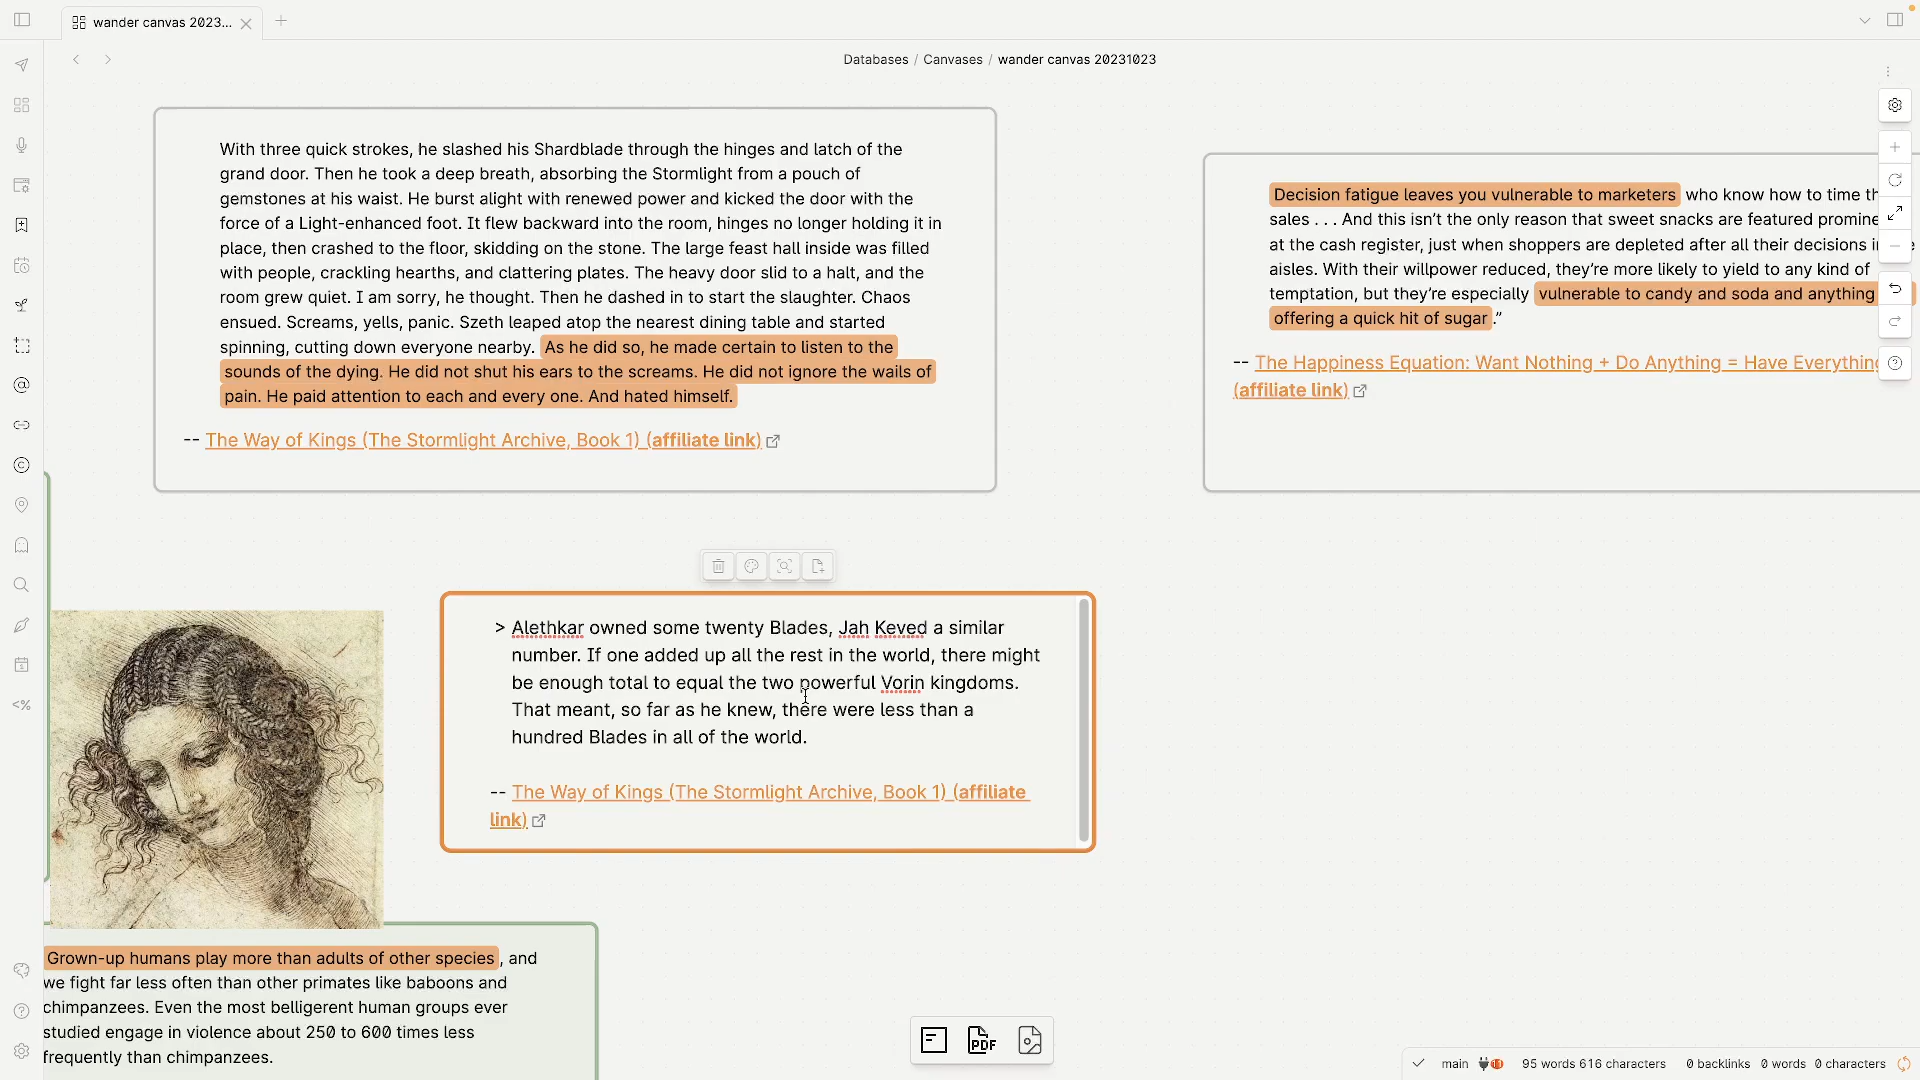 wander canvas 2023...
Databases / Canvases / wander canvas 20231023
With three quick strokes, he slashed his Shardblade through the hinges and latch of the
grand door. Then he took a deep breath, absorbing the Stormlight from a pouch of
gemstones at his waist. He burst alight with renewed power and kicked the door with the
force of a Light-enhanced foot. It flew backward into the room, hinges no longer holding it in
place, then crashed to the floor, skidding on the stone. The large feast hall inside was filled
with people, crackling hearths, and clattering plates. The heavy door slid to a halt, and the
room grew quiet. I am sorry, he thought. Then he dashed in to start the slaughter. Chaos
ensued. Screams, yells, panic. Szeth leaped atop the nearest dining table and started
spinning, cutting down everyone nearby. As he did so, he made certain to listen to the
sounds of the dying. He did not shut his ears to the screams. He did not ignore the wails of
pain. He paid attention to each and every one. And hated himself.
-- The Way of Kings (The Stormlight Archive, Book 1) (affiliate link)
Decision fatigue leaves you vulnerable to marketers who know how to time th
sales . . . And this isn't the only reason that sweet snacks are featured promine
at the cash register, just when shoppers are depleted after all their decisions in
aisles. With their willpower reduced, they're more likely to yield to any kind of
temptation, but they're especially vulnerable to candy and soda and anything
offering a quick hit of sugar."
-- The Happiness Equation: Want Nothing + Do Anything = Have Everything
(affiliate link)
> Alethkar owned some twenty Blades, Jah Keved a similar
number. If one added up all the rest in the world, there might
be enough total to equal the two powerful Vorin kingdoms.
That meant, so far as he knew, there were less than a
hundred Blades in all of the world.
-- The Way of Kings (The Stormlight Archive, Book 1) (affiliate
link)
Grown-up humans play more than adults of other species, and
we fight far less often than other primates like baboons and
chimpanzees. Even the most belligerent human groups ever
studied engage in violence about 250 to 600 times less
frequently than chimpanzees.
PDF
main 95 words 616 characters 0 backlinks 0 words 0 characters